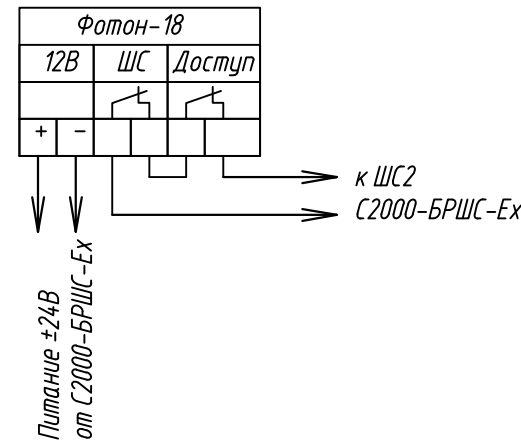 Фотон-18
12В ШС Доступ
+ −
к ШС2
С2000-БРШС-Ex
Питание ±24В
от С2000-БРШС-Ex